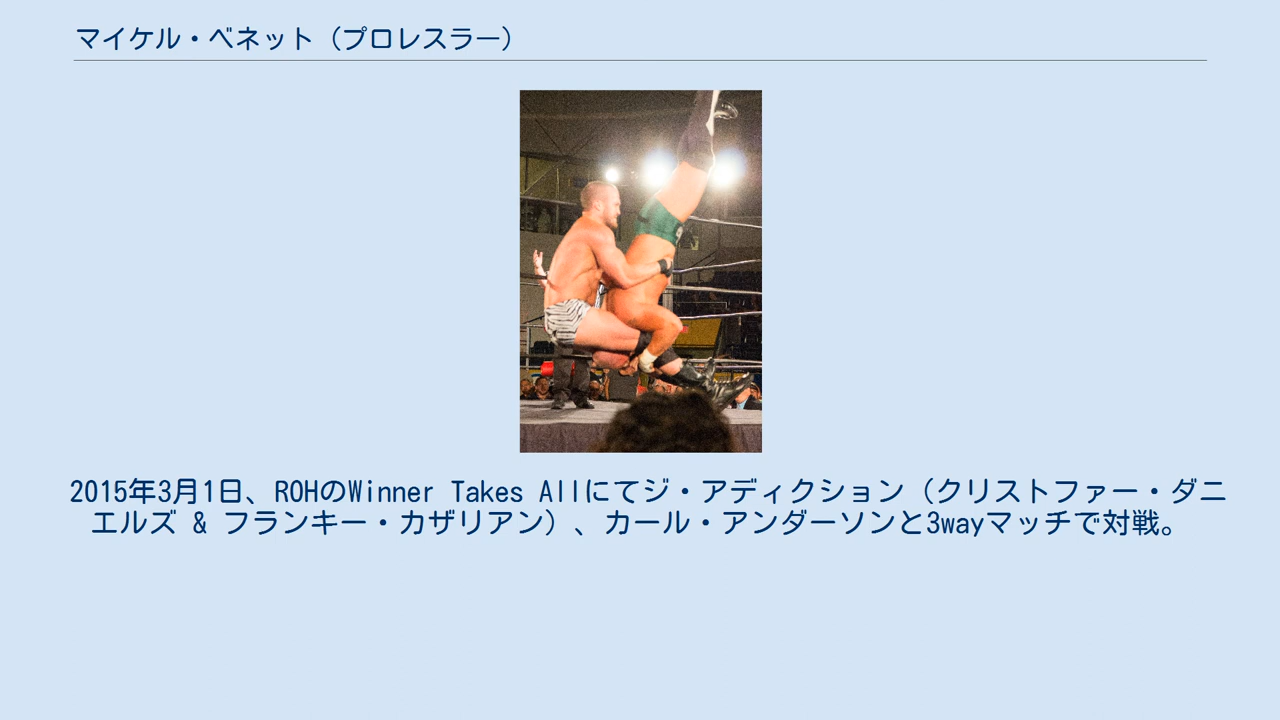 マイケル・ベネット（プロレスラー）
2015年3月1日、ROHのWinner Takes Allにてジ・アディクション（クリストファー・ダニ
エルズ & フランキー・カザリアン）、カール・アンダーソンと3wayマッチで対戦。